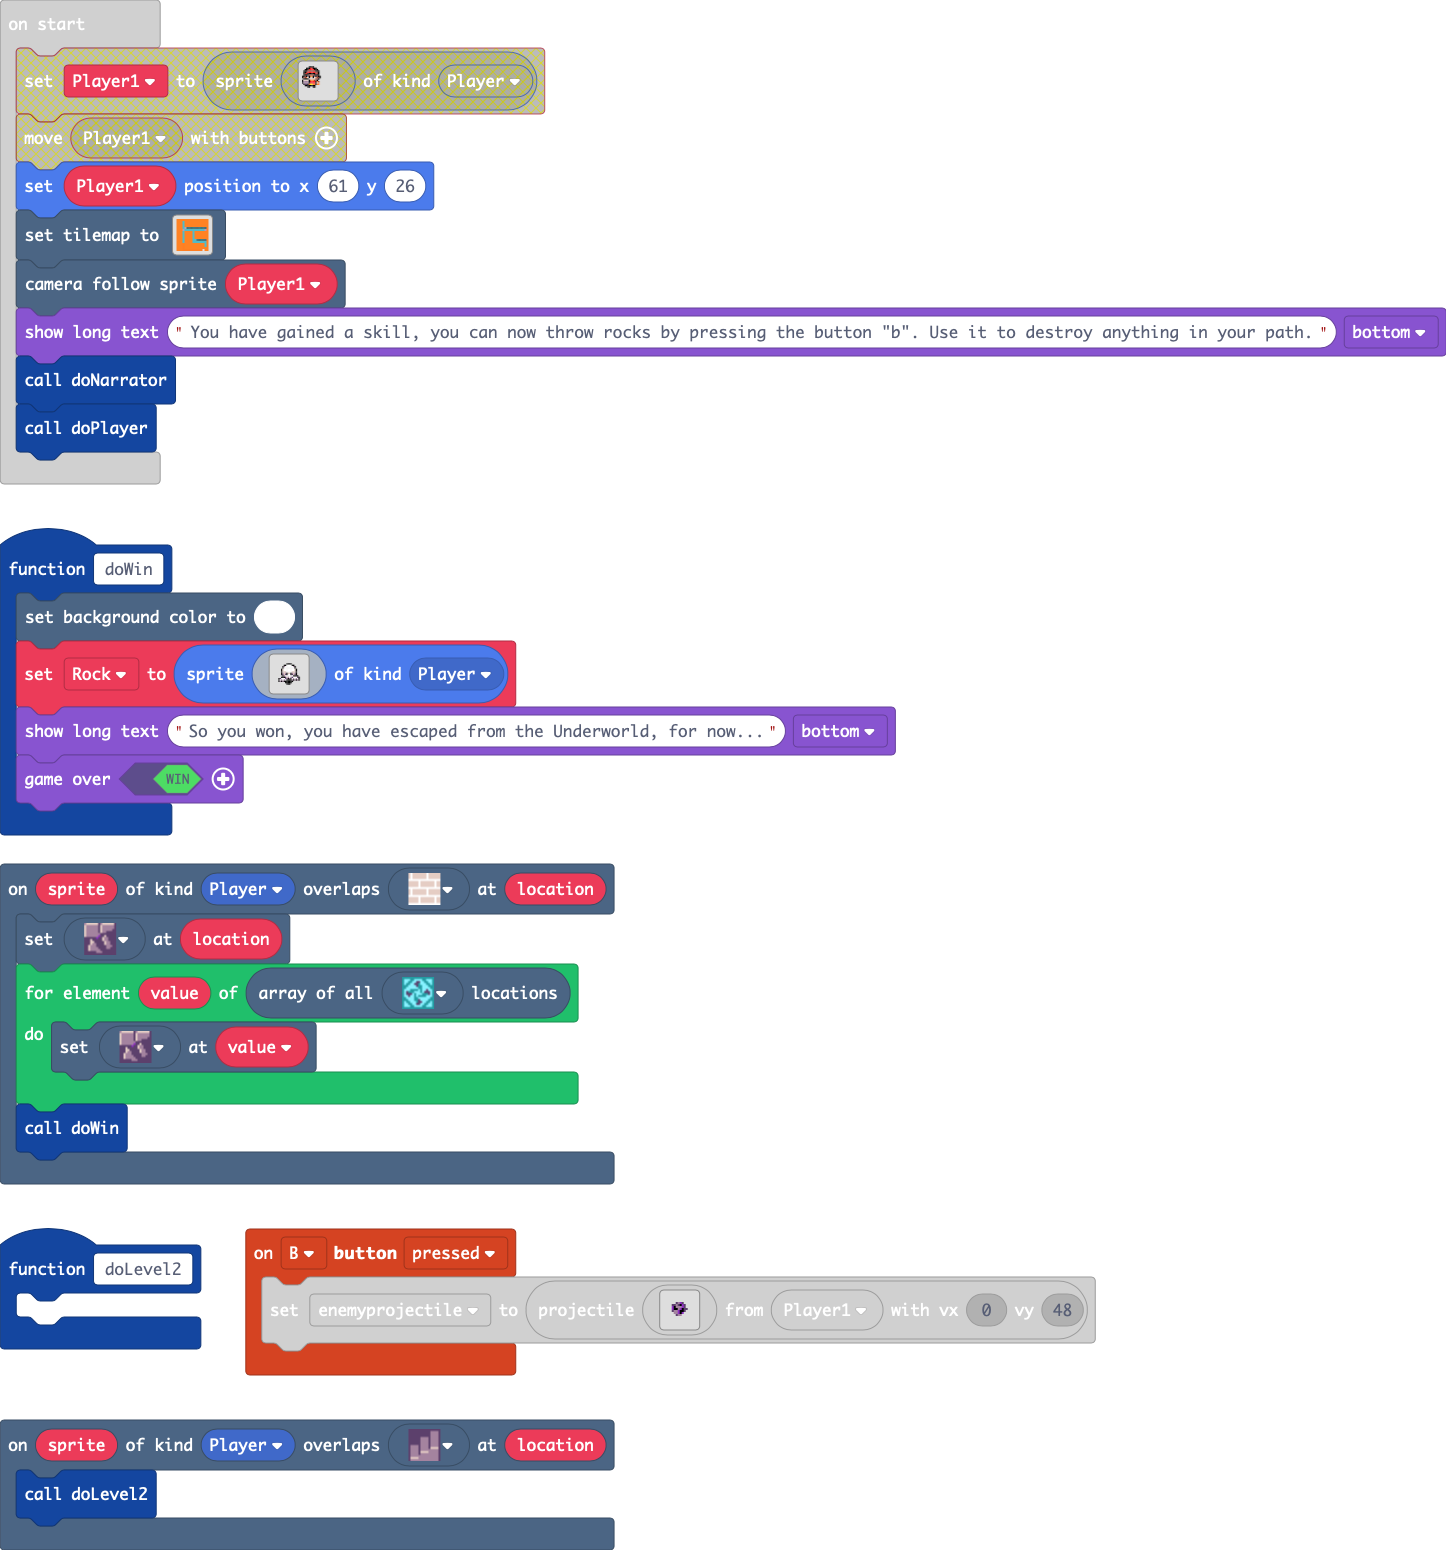 on start
set Player1 to sprite of kind Player
move Player1 with buttons
set Player1 position to x 61 y 26
set tilemap to
camera follow sprite Player1
show long text " You have gained a skill, you can now throw rocks by pressing the button "b". Use it to destroy anything in your path. " bottom
call doNarrator
call doPlayer
function doWin
set background color to
set Rock to sprite of kind Player
show long text " So you won, you have escaped from the Underworld, for now... " bottom
game over WIN
on sprite of kind Player overlaps at location
set at location
for element value of array of all locations
do set at value
call doWin
function doLevel2
on B button pressed
set enemyprojectile to projectile from Player1 with vx 0 vy 48
on sprite of kind Player overlaps at location
call doLevel2